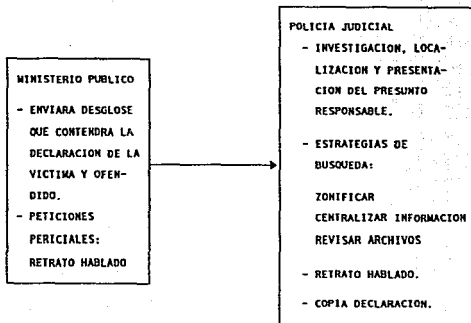 MINISTERIO PUBLICO
- ENVIARA DESGLOSE
QUE CONTENDRA LA
DECLARACION DE LA
VICTIMA Y OFEN-
DIDO.
- PETICIONES
PERICIALES:
RETRATO HABLADO
POLICIA JUDICIAL
- INVESTIGACION, LOCA-
LIZACION Y PRESENTA-
CION DEL PRESUNTO
RESPONSABLE.
- ESTRATEGIAS DE
BUSQUEDA:
ZONIFICAR
CENTRALIZAR INFORMACION
REVISAR ARCHIVOS
- RETRATO HABLADO.
- COPIA DECLARACION.